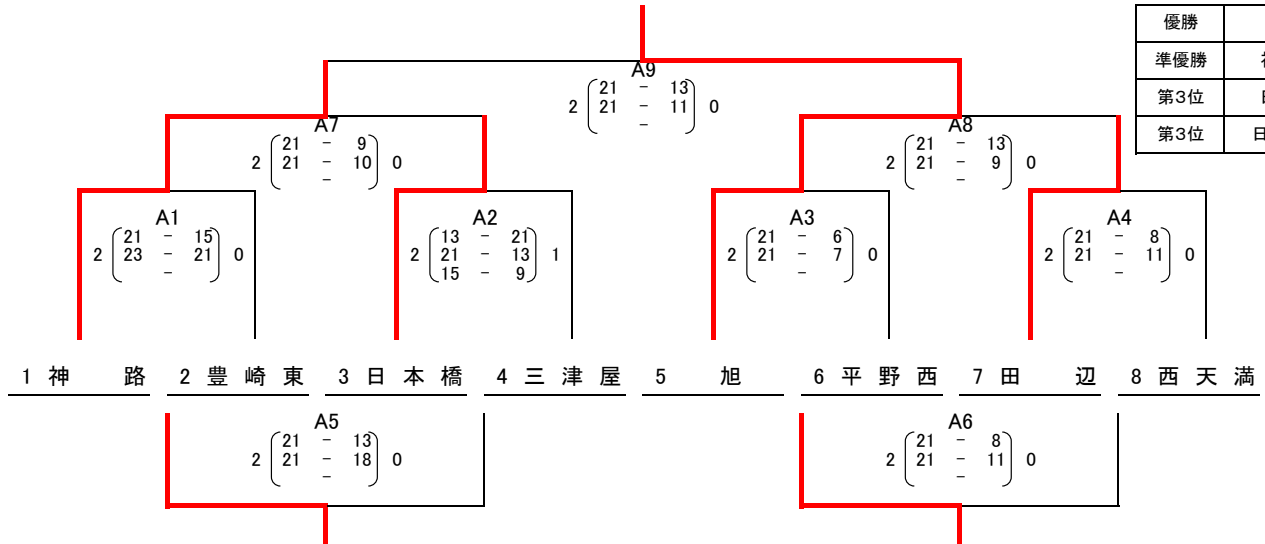 優勝
準優勝
第3位
第3位 日
A9
21 - 13
2 21 - 11 0
-
A7
21 - 9
2 21 - 10 0
-
A8
21 - 13
2 21 - 9 0
-
A1
21 - 15
2 23 - 21 0
-
A2
13 - 21
2 21 - 13 1
15 - 9
A3
21 - 6
2 21 - 7 0
-
A4
21 - 8
2 21 - 11 0
-
1 神 路 2 豊 崎 東 3 日 本 橋 4 三 津 屋 5 旭 6 平 野 西 7 田 辺 8 西 天 満
A5
21 - 13
2 21 - 18 0
-
A6
21 - 8
2 21 - 11 0
-